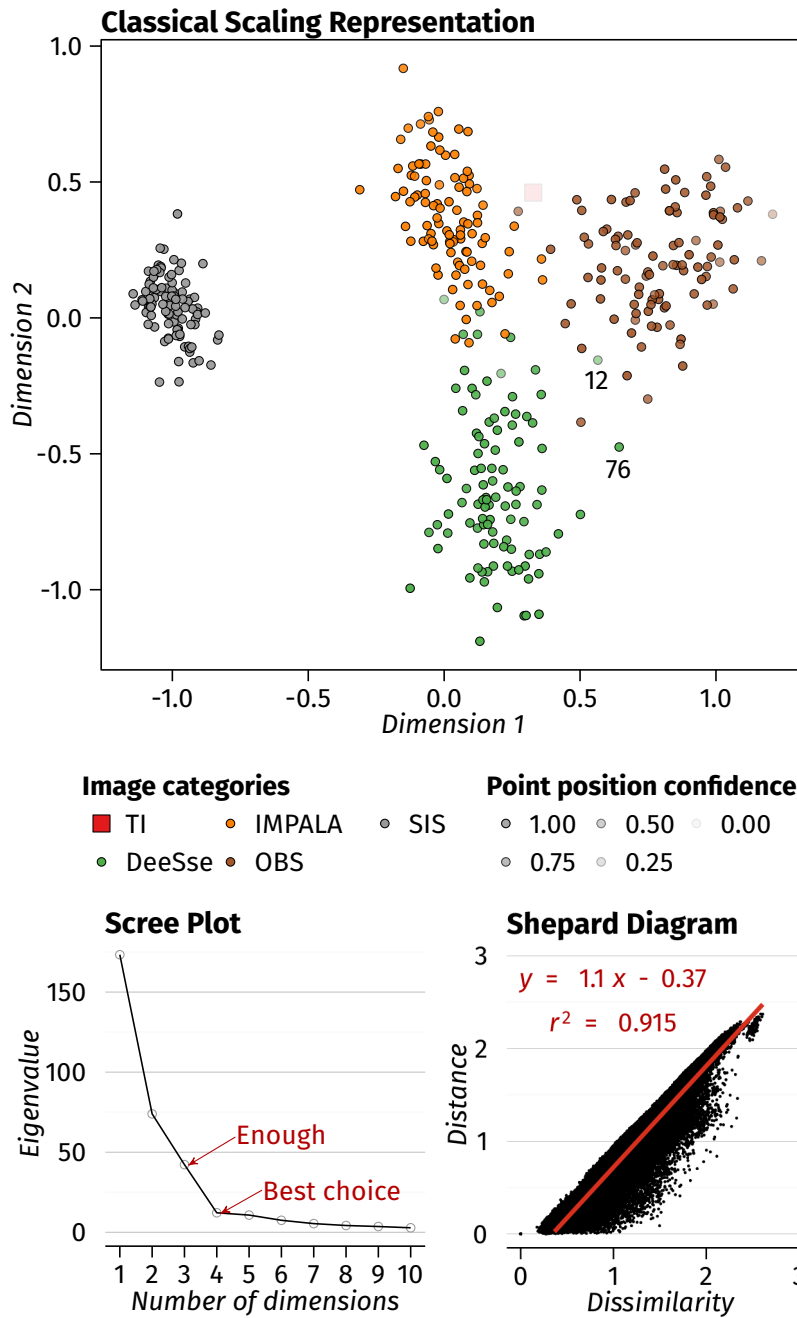 Classical Scaling Representation
1.0
0.5
0.0
-0.5
-1.0
Dimension 2
12
76
-1.0 -0.5 0.0 0.5 1.0
Dimension 1
Image categories
TI IMPALA SIS
DeeSse OBS
Point position confidence
1.00 0.50 0.00
0.75 0.25
Scree Plot
150
100
50
0
Eigenvalue
Enough
Best choice
1 2 3 4 5 6 7 8 9 10
Number of dimensions
Shepard Diagram
3
2
1
0
Distance
y = 1.1 x - 0.37
r² = 0.915
0 1 2 3
Dissimilarity